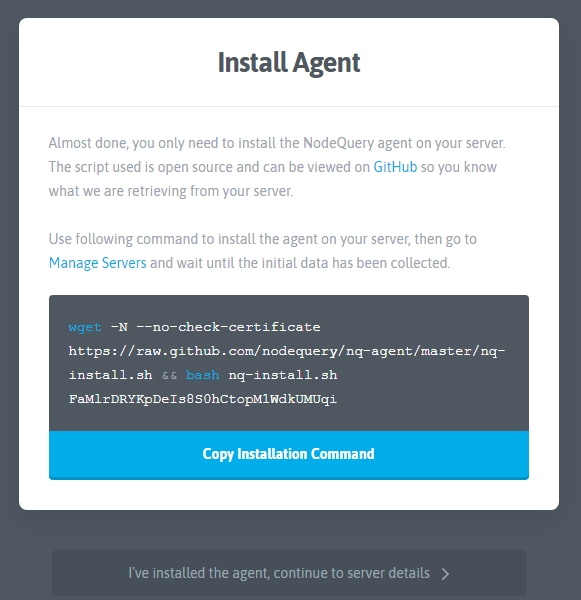 Install Agent
Almost done, you only need to install the NodeQuery agent on your server.
The script used is open source and can be viewed on GitHub so you know
what we are retrieving from your server.
Use following command to install the agent on your server, then go to
Manage Servers and wait until the initial data has been collected.
wget -N --no-check-certificate
https://raw.github.com/nodequery/nq-agent/master/nq-
install.sh && bash nq-install.sh
FaMlrDRYKpDeIs8S0hCtopM1WdkUMUqi
Copy Installation Command
I've installed the agent, continue to server details